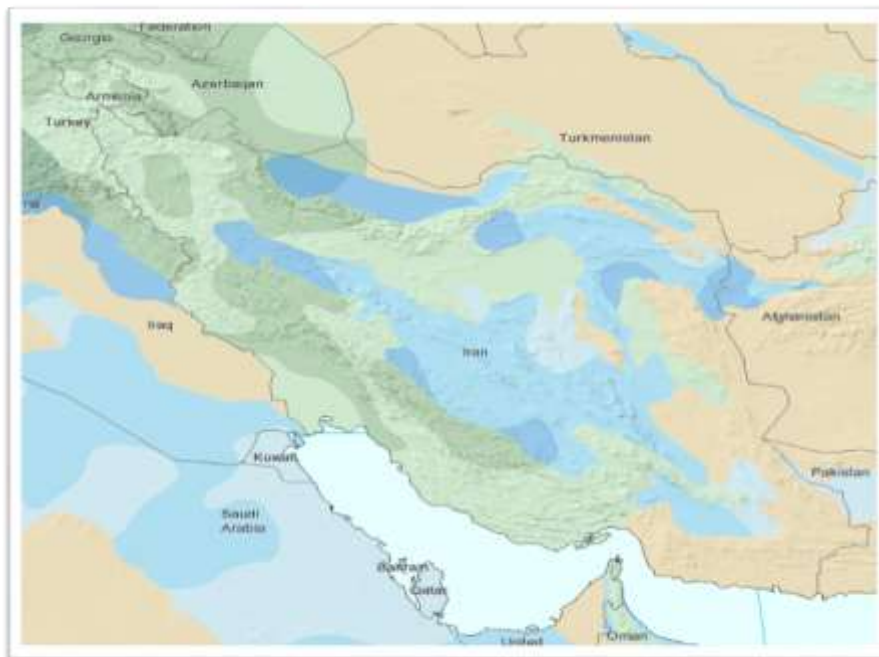 Federation
Georgia
Azerbaijan
Armenia
Turkey
Turkmenistan
Iraq
Iran
Afghanistan
Kuwait
Pakistan
Saudi
Arabia
Bahrain
Qatar
United
Oman